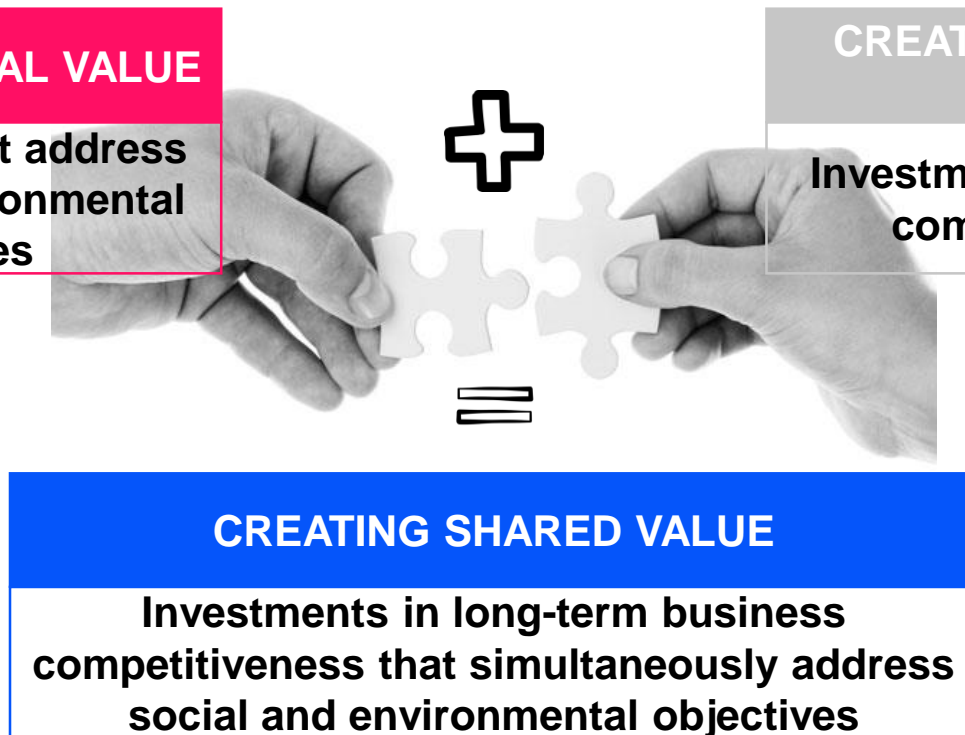 AL VALUE
t address
onmental
es
CREAT
Investm
com
CREATING SHARED VALUE
Investments in long-term business
competitiveness that simultaneously address
social and environmental objectives